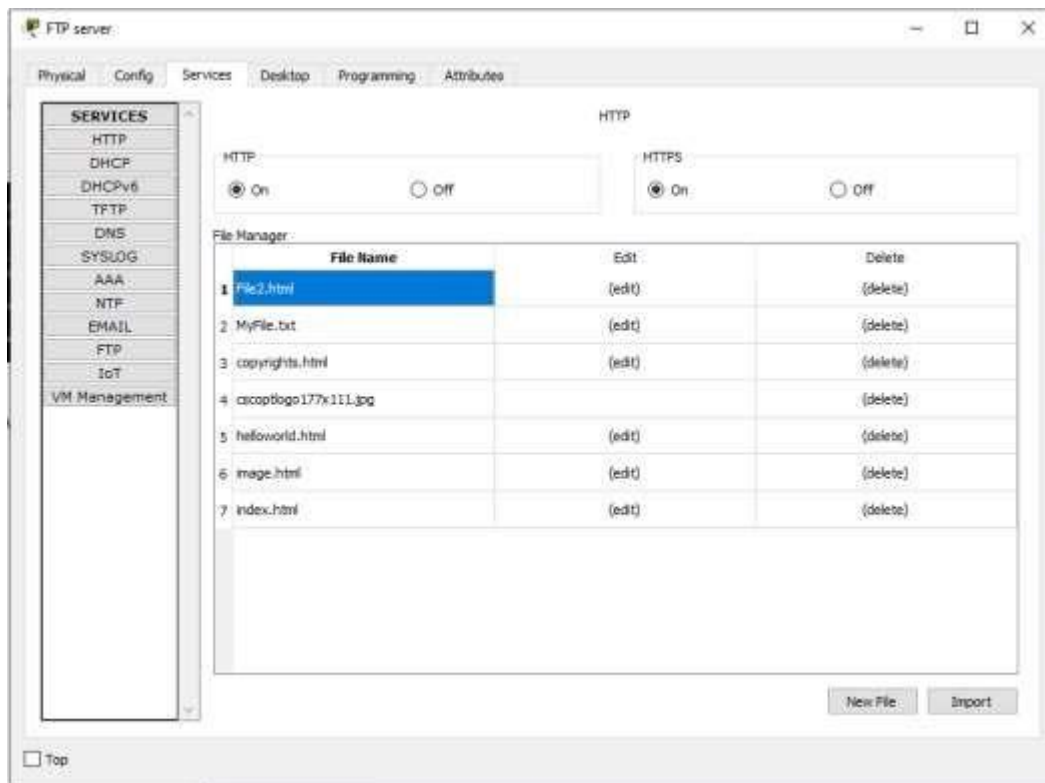 FTP server
Physical Config Services Desktop Programming Attributes
SERVICES
HTTP
DHCP
DHCPv6
TFTP
DNS
SYSLOG
AAA
NTP
EMAIL
FTP
IoT
VM Management
HTTP
HTTP
On Off
HTTPS
On Off
File Manager
File Name Edit Delete
1 File2.html (edit) (delete)
2 MyFile.txt (edit) (delete)
3 copyrights.html (edit) (delete)
4 cscoptlogo177x111.jpg (delete)
5 helloworld.html (edit) (delete)
6 image.html (edit) (delete)
7 index.html (edit) (delete)
New File Import
Top